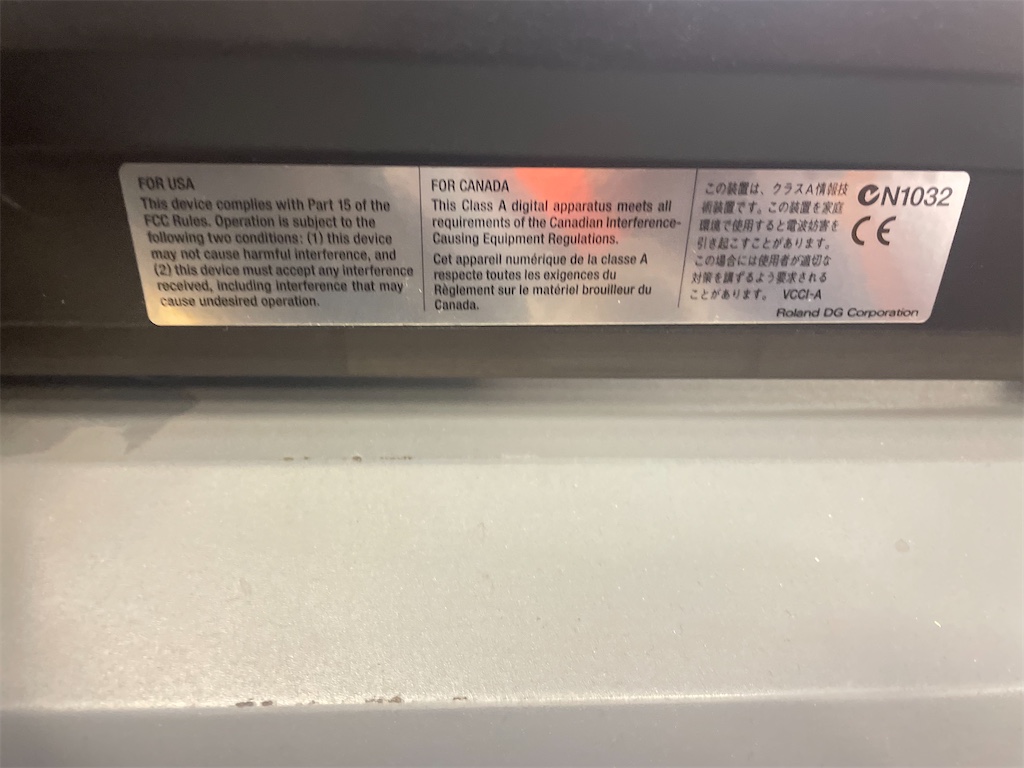 FOR USA
This device complies with Part 15 of the
FCC Rules. Operation is subject to the
following two conditions: (1) this device
may not cause harmful interference, and
(2) this device must accept any interference
received, including interference that may
cause undesired operation.
FOR CANADA
This Class A digital apparatus meets all
requirements of the Canadian Interference-
Causing Equipment Regulations.
Cet appareil numérique de la classe A
respecte toutes les exigences du
Règlement sur le matériel brouilleur du
Canada.
この装置は、クラスA情報技
術装置です。この装置を家庭
環境で使用すると電波妨害を
引き起こすことがあります。
この場合には使用者が適切な
対策を講ずるよう要求される
ことがあります。 VCCI-A
N1032
CE
Roland DG Corporation